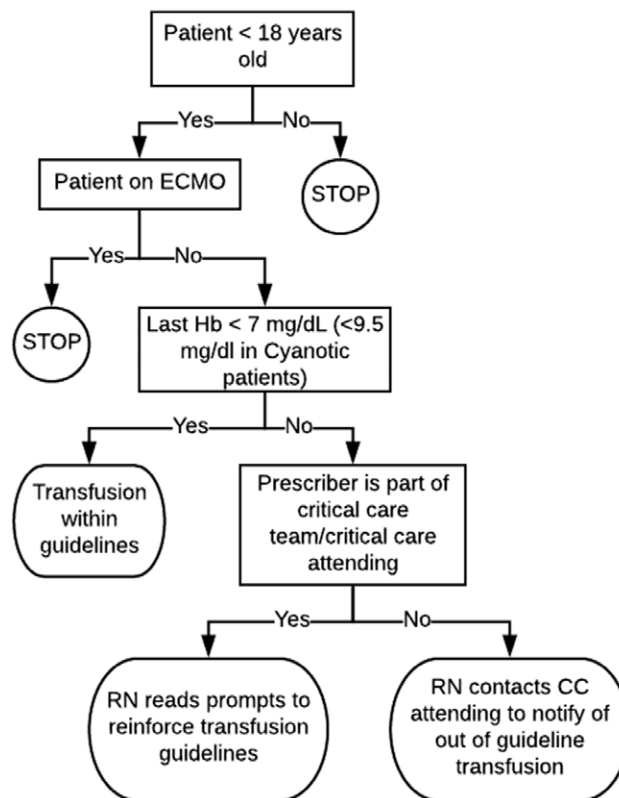 Patient < 18 years
old
Yes
No
Patient on ECMO
STOP
Yes
No
STOP
Last Hb < 7 mg/dL (<9.5
mg/dl in Cyanotic
patients)
Yes
No
Transfusion
within
guidelines
Prescriber is part of
critical care
team/critical care
attending
Yes
No
RN reads prompts to
reinforce transfusion
guidelines
RN contacts CC
attending to notify of
out of guideline
transfusion